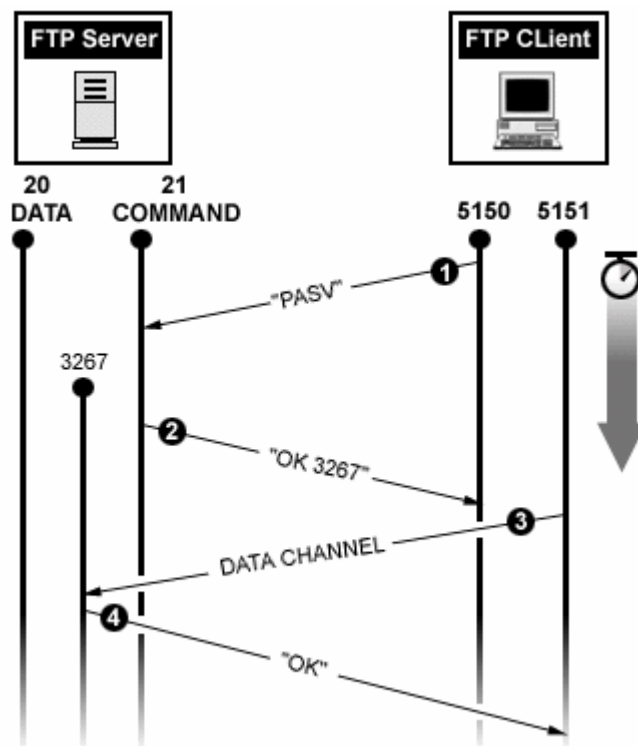 FTP Server
FTP CLient
20
DATA
21
COMMAND
5150
5151
1
"PASV"
3267
2
"OK 3267"
3
DATA CHANNEL
4
"OK"